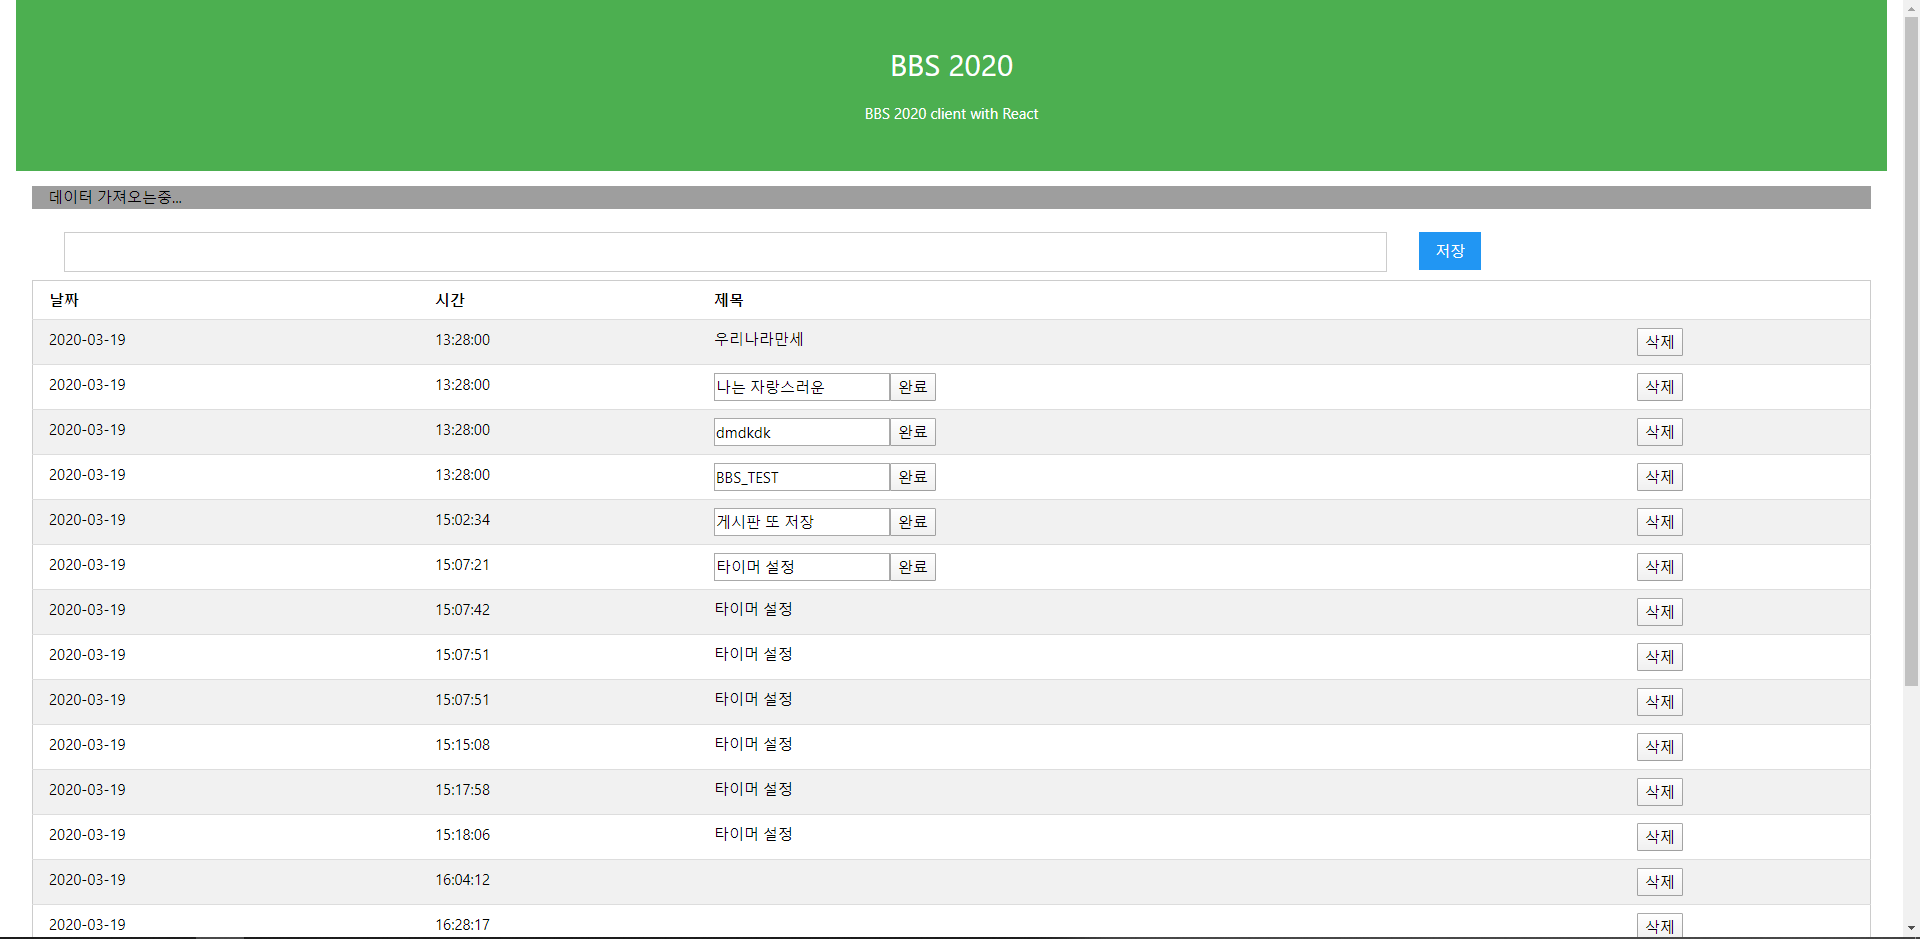 BBS 2020
BBS 2020 client with React
데이터 가져오는중...
저장
날짜 시간 제목
2020-03-19 13:28:00 우리나라만세 삭제
2020-03-19 13:28:00 나는 자랑스러운 완료 삭제
2020-03-19 13:28:00 dmdkdk 완료 삭제
2020-03-19 13:28:00 BBS_TEST 완료 삭제
2020-03-19 15:02:34 게시판 또 저장 완료 삭제
2020-03-19 15:07:21 타이머 설정 완료 삭제
2020-03-19 15:07:42 타이머 설정 삭제
2020-03-19 15:07:51 타이머 설정 삭제
2020-03-19 15:07:51 타이머 설정 삭제
2020-03-19 15:15:08 타이머 설정 삭제
2020-03-19 15:17:58 타이머 설정 삭제
2020-03-19 15:18:06 타이머 설정 삭제
2020-03-19 16:04:12 삭제
2020-03-19 16:28:17 삭제